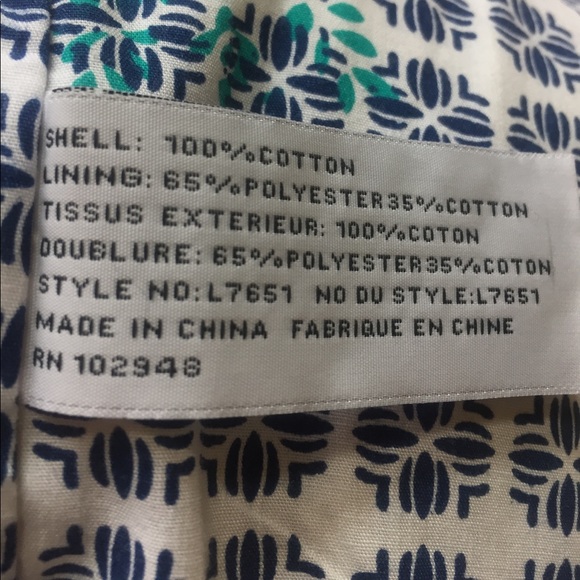 SHELL: 100%COTTON
LINING: 65%POLYESTER35%COTTON
TISSUS EXTERIEUR: 100%COTON
DOUBLURE: 65%POLYESTER35%COTON
STYLE NO:L7651 NO DU STYLE:L7651
MADE IN CHINA FABRIQUE EN CHINE
RN 102948